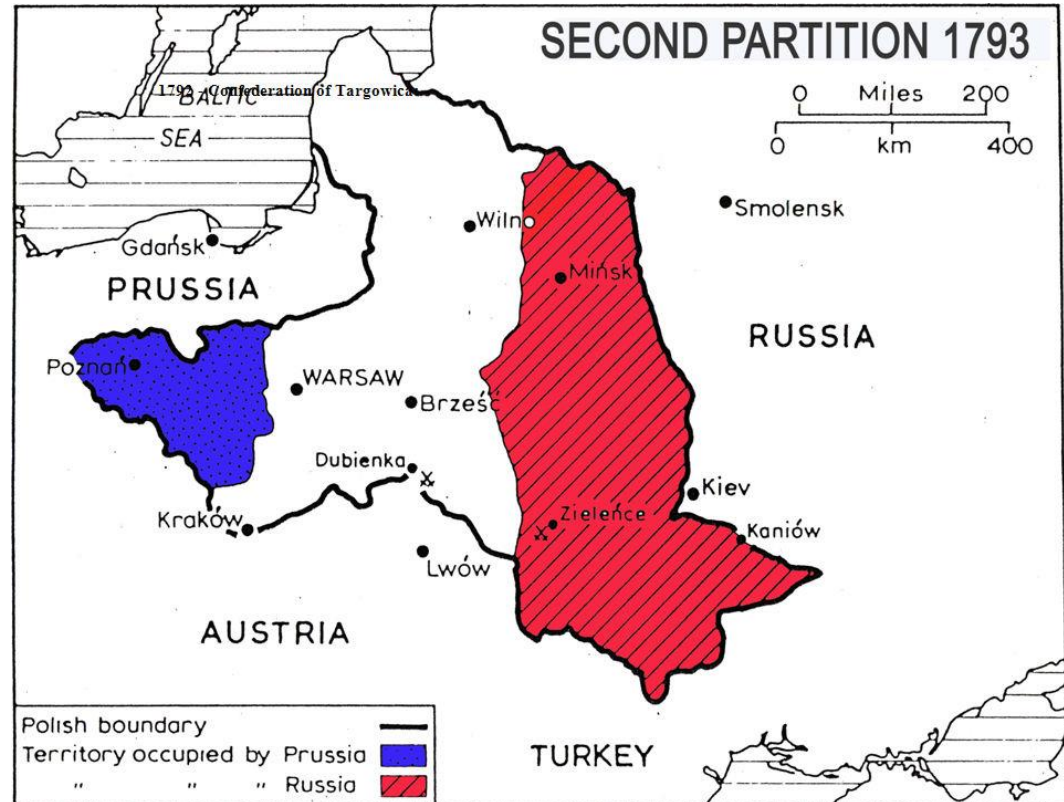 SECOND PARTITION 1793
1792 - Confederation of Targowica:
BALTIC
SEA
0 Miles 200
0 km 400
Smolensk
Wilno
Gdańsk
Mińsk
PRUSSIA
RUSSIA
Poznań
WARSAW
Brześć
Dubienka
Kiev
Zieleńce
Kraków
Kaniów
Lwów
AUSTRIA
TURKEY
Polish boundary
Territory occupied by Prussia
" " " Russia